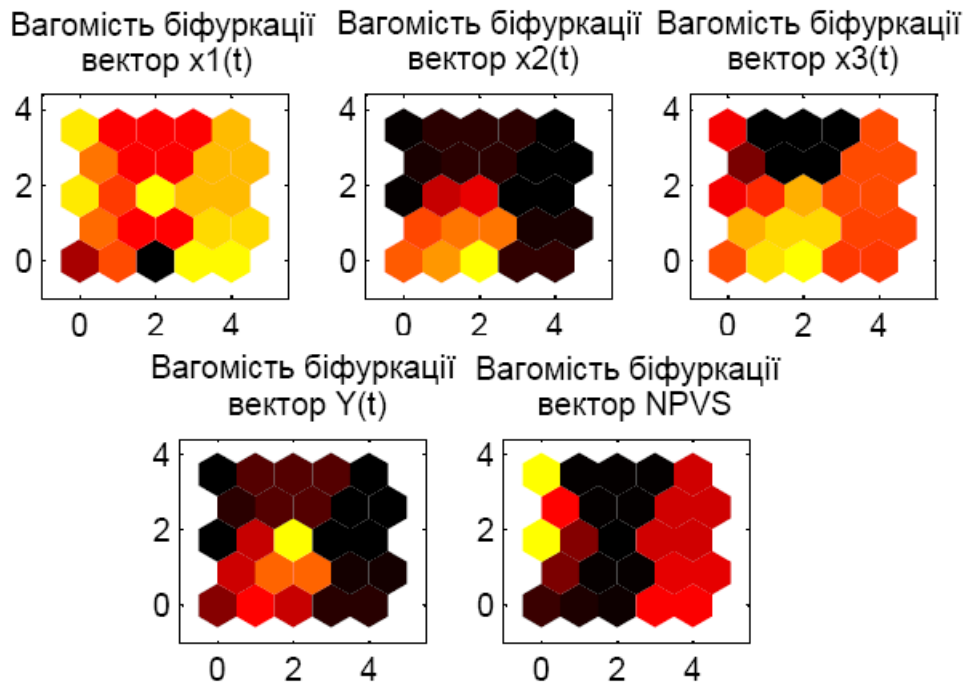 Вагомість біфуркації
вектор x1(t)
Вагомість біфуркації
вектор x2(t)
Вагомість біфуркації
вектор x3(t)
4
2
0
0 2 4
4
2
0
0 2 4
4
2
0
0 2 4
Вагомість біфуркації
вектор Y(t)
Вагомість біфуркації
вектор NPVS
4
2
0
0 2 4
4
2
0
0 2 4